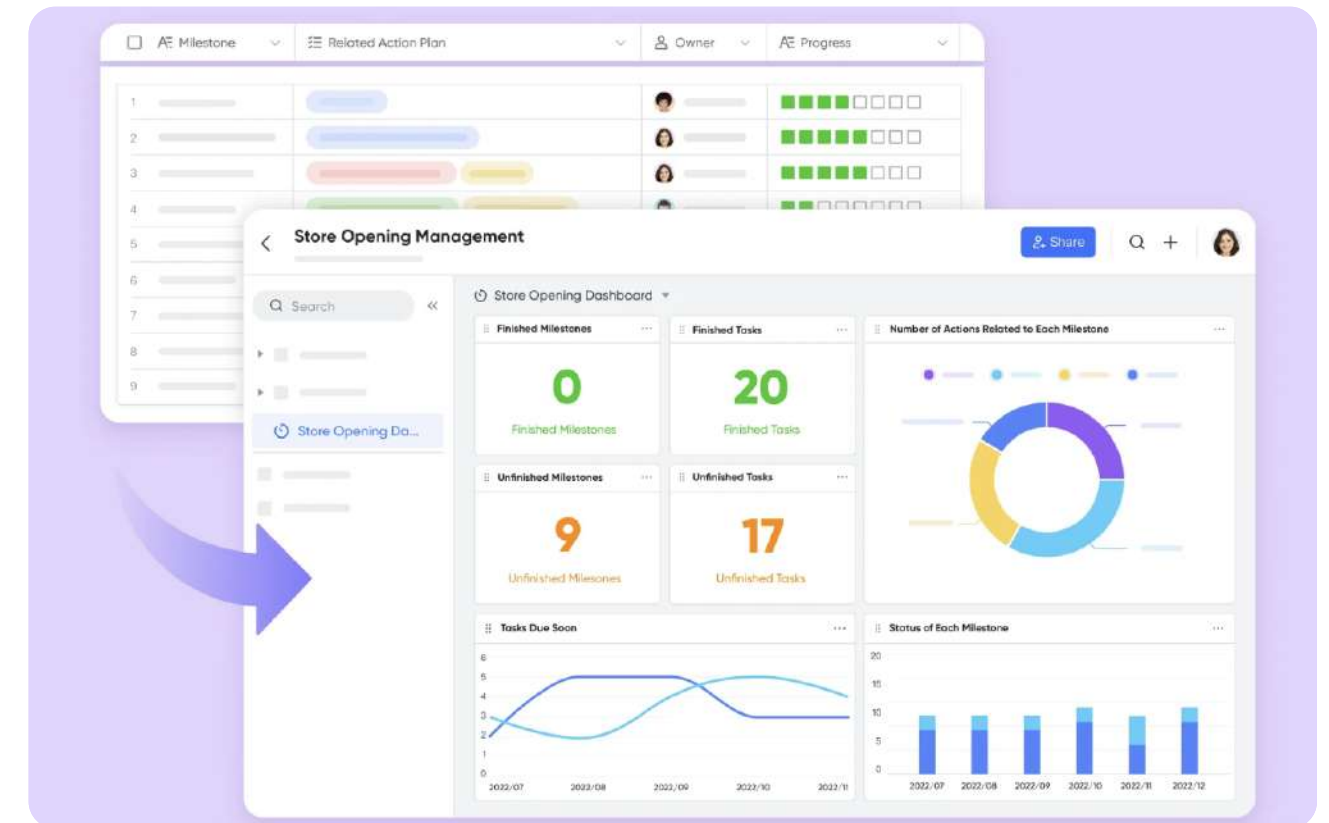 Milestone
Related Action Plan
Owner
Progress
1
2
3
4
5
6
7
8
9
Store Opening Management
Share
Search
Store Opening Da...
Store Opening Dashboard
Finished Milestones
0
Finished Milestones
Finished Tasks
20
Finished Tasks
Number of Actions Related to Each Milestone
Unfinished Milestones
9
Unfinished Milesones
Unfinished Tasks
17
Unfinished Tasks
Tasks Due Soon
6
5
4
3
2
1
0
2022/07 2022/08 2022/09 2022/10 2022/11
Status of Each Milestone
20
15
10
5
0
2022/07 2022/08 2022/09 2022/10 2022/11 2022/12